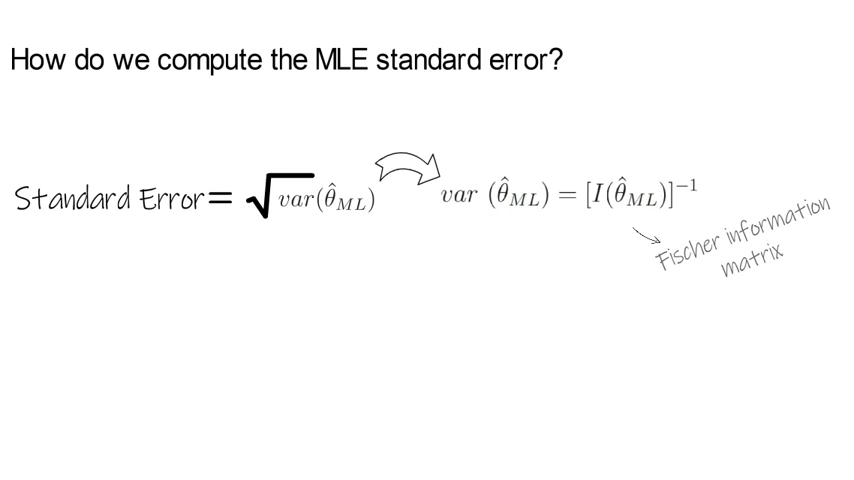 How do we compute the MLE standard error?
Standard Error = √var(θ̂_ML) var (θ̂_ML) = [I(θ̂_ML)]⁻¹
Fischer information
matrix